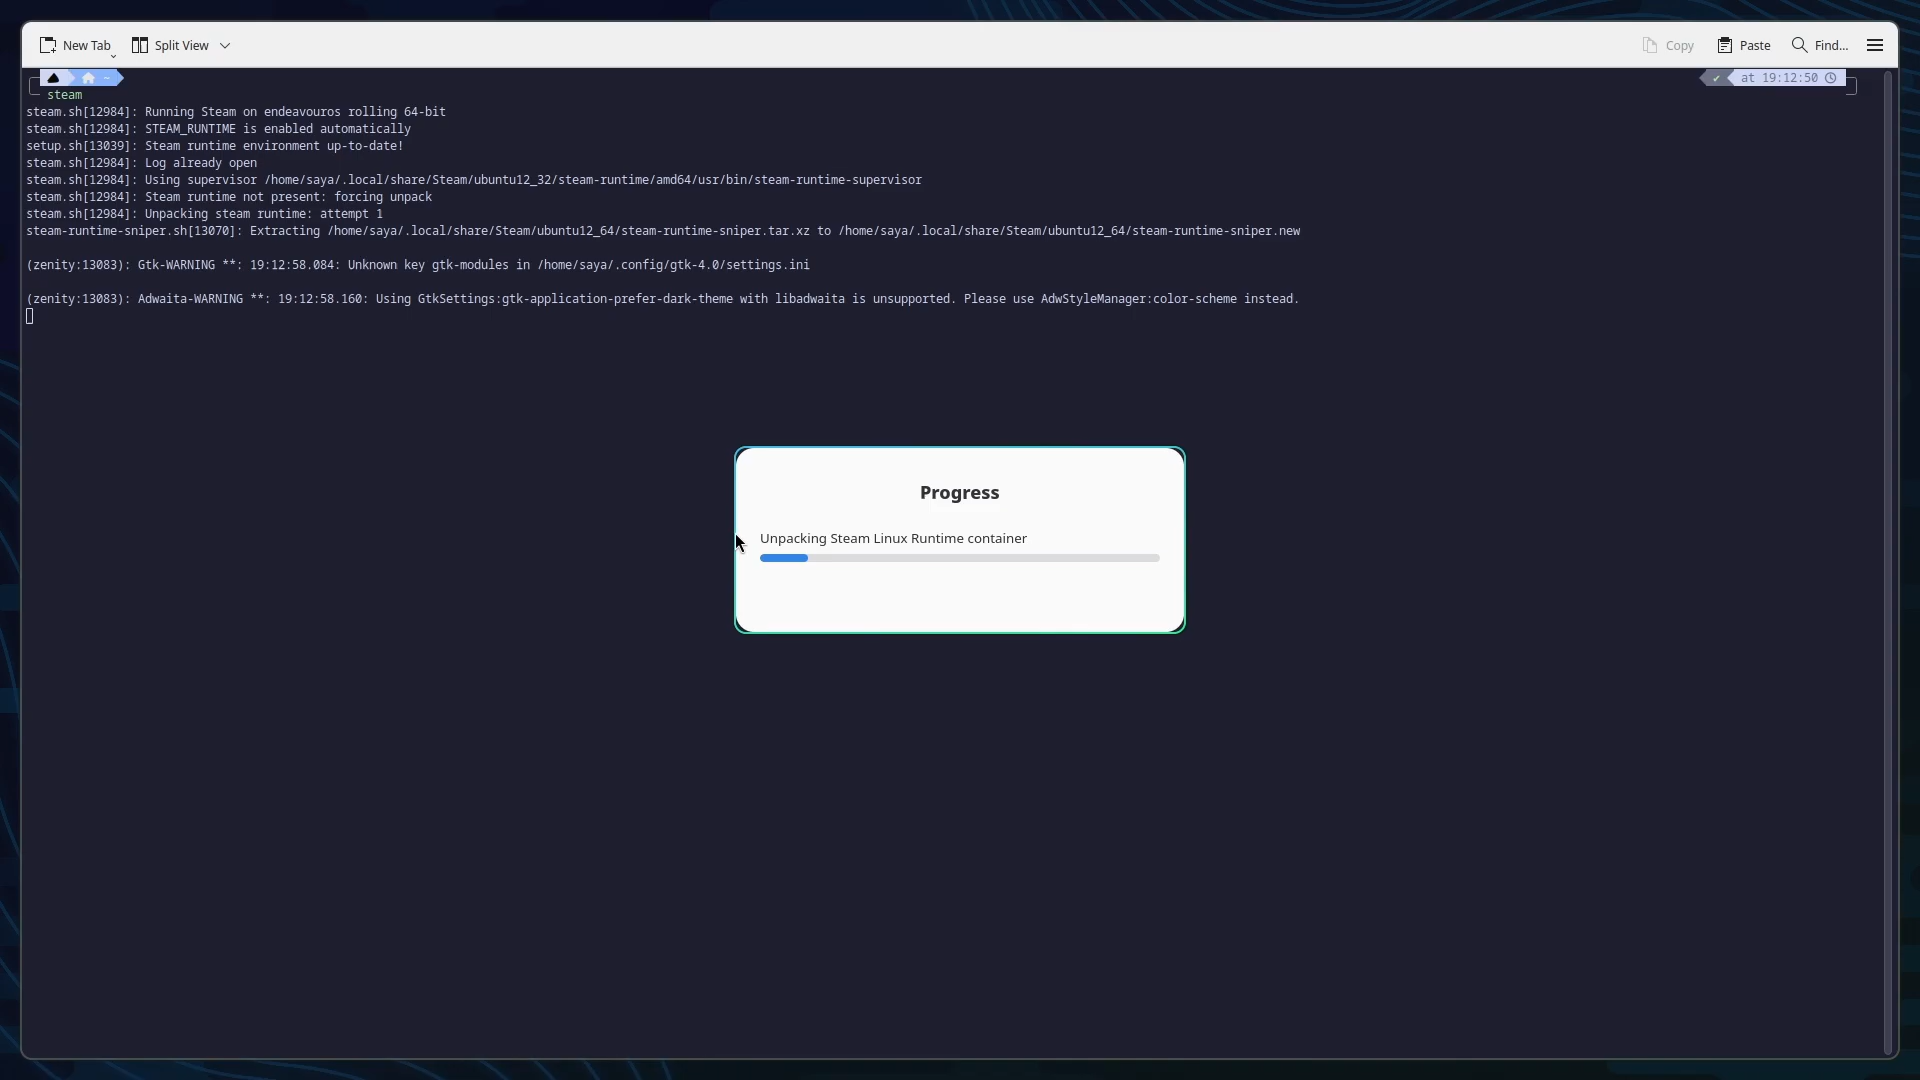 New Tab Split View Copy Paste Find...
~ ✓ at 19:12:50
steam
steam.sh[12984]: Running Steam on endeavouros rolling 64-bit
steam.sh[12984]: STEAM_RUNTIME is enabled automatically
setup.sh[13039]: Steam runtime environment up-to-date!
steam.sh[12984]: Log already open
steam.sh[12984]: Using supervisor /home/saya/.local/share/Steam/ubuntu12_32/steam-runtime/amd64/usr/bin/steam-runtime-supervisor
steam.sh[12984]: Steam runtime not present: forcing unpack
steam.sh[12984]: Unpacking steam runtime: attempt 1
steam-runtime-sniper.sh[13070]: Extracting /home/saya/.local/share/Steam/ubuntu12_64/steam-runtime-sniper.tar.xz to /home/saya/.local/share/Steam/ubuntu12_64/steam-runtime-sniper.new
(zenity:13083): Gtk-WARNING **: 19:12:58.084: Unknown key gtk-modules in /home/saya/.config/gtk-4.0/settings.ini
(zenity:13083): Adwaita-WARNING **: 19:12:58.160: Using GtkSettings:gtk-application-prefer-dark-theme with libadwaita is unsupported. Please use AdwStyleManager:color-scheme instead.
Progress
Unpacking Steam Linux Runtime container